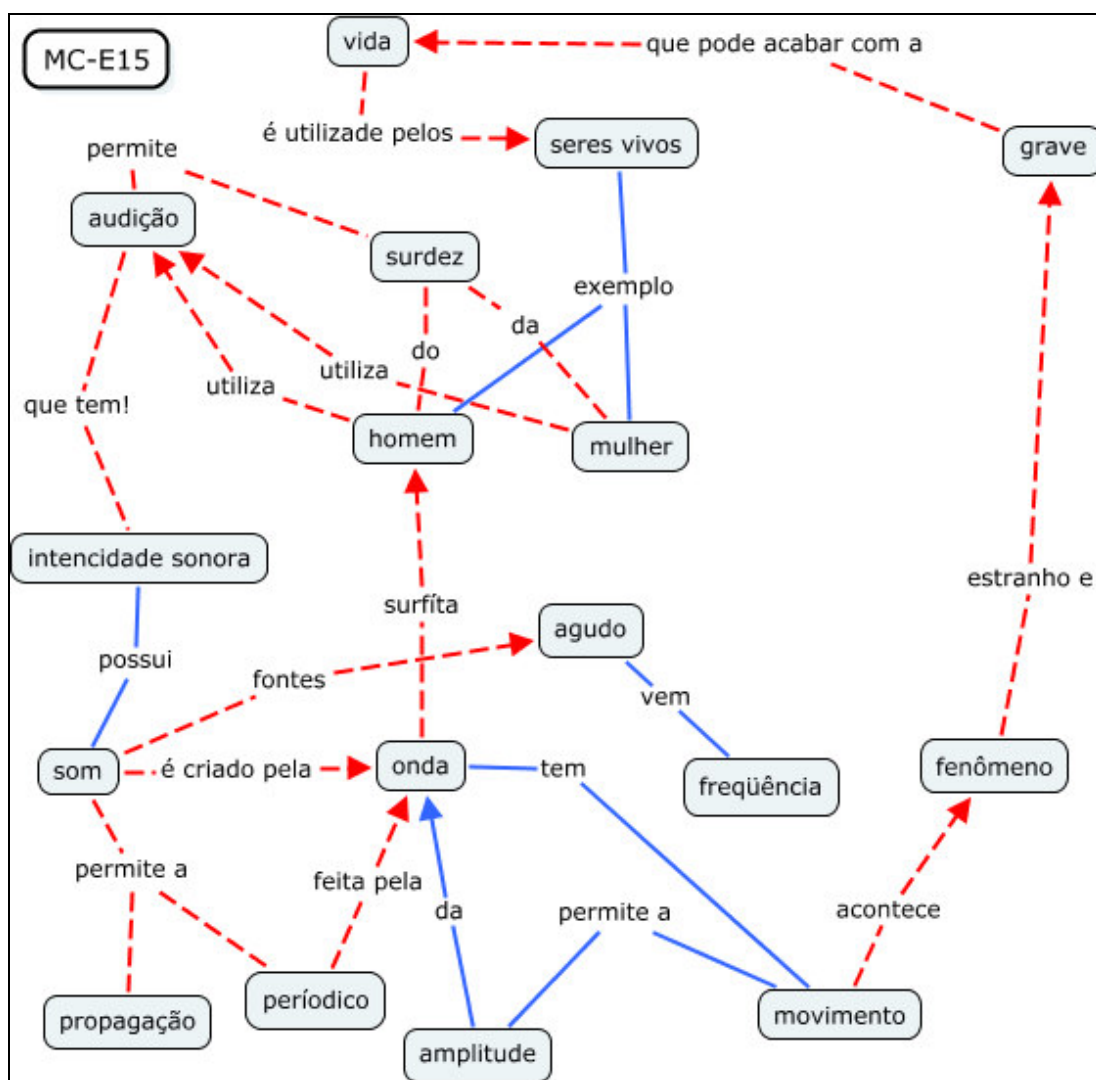 MC-E15
vida
que pode acabar com a
é utilizade pelos
seres vivos
grave
permite
audição
surdez
exemplo
da
do
utiliza
utiliza
que tem!
homem
mulher
intencidade sonora
estranho e
surfíta
agudo
possui
fontes
vem
som
é criado pela
onda
tem
freqüência
fenômeno
permite a
feita pela
da
permite a
acontece
períodico
propagação
movimento
amplitude